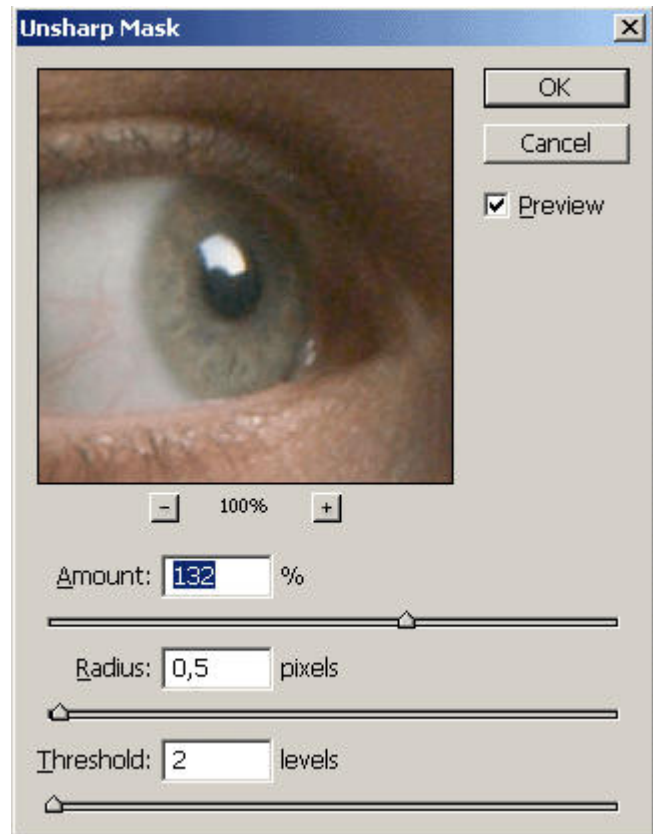 Unsharp Mask
OK
Cancel
Preview
- 100% +
Amount: 132 %
Radius: 0,5 pixels
Threshold: 2 levels